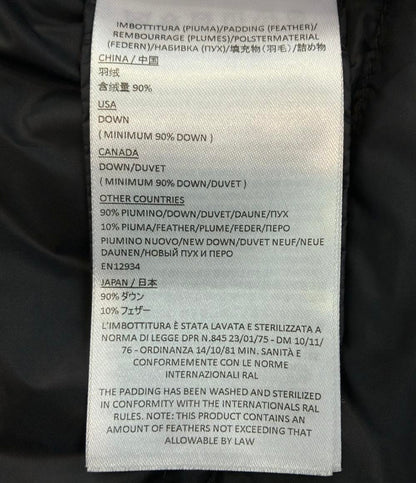 IMBOTTITURA (PIUMA)/PADDING (FEATHER)/
REMBOURRAGE (PLUMES)/POLSTERMATERIAL
(FEDERN)/НАБИВКА (ПУХ)/填充物（羽毛）/詰め物
CHINA / 中国
羽绒
含绒量 90%
USA
DOWN
( MINIMUM 90% DOWN )
CANADA
DOWN/DUVET
( MINIMUM 90% DOWN/DUVET )
OTHER COUNTRIES
90% PIUMINO/DOWN/DUVET/DAUNE/ПУХ
10% PIUMA/FEATHER/PLUME/FEDER/ПЕРО
PIUMINO NUOVO/NEW DOWN/DUVET NEUF/NEUE
DAUNEN/НОВЫЙ ПУХ И ПЕРО
EN12934
JAPAN / 日本
90% ダウン
10% フェザー
L'IMBOTTITURA È STATA LAVATA E STERILIZZATA A
NORMA DI LEGGE DPR N.845 23/01/75 - DM 10/11/
76 - ORDINANZA 14/10/81 MIN. SANITÀ E
CONFORMEMENTE CON LE NORME
INTERNAZIONALI RAL
THE PADDING HAS BEEN WASHED AND STERILIZED
IN CONFORMITY WITH THE INTERNATIONALS RAL
RULES. NOTE: THIS PRODUCT CONTAINS AN
AMOUNT OF FEATHERS NOT EXCEEDING THAT
ALLOWABLE BY LAW